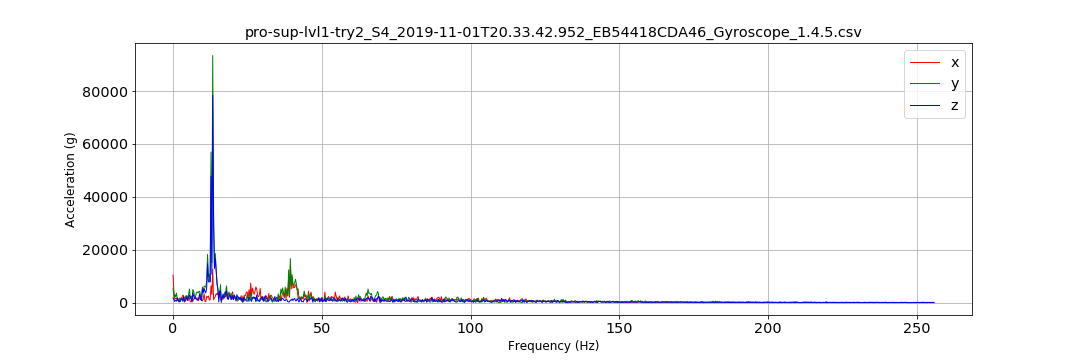 pro-sup-lvl1-try2_S4_2019-11-01T20.33.42.952_EB54418CDA46_Gyroscope_1.4.5.csv
x
y
z
80000
60000
40000
20000
0
Acceleration (g)
0 50 100 150 200 250
Frequency (Hz)